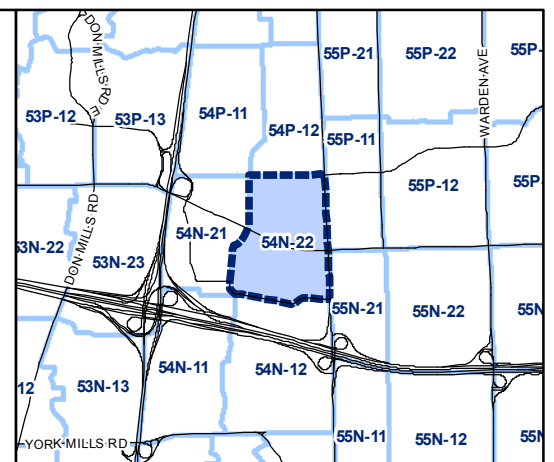 DON MILLS RD E
55P-21
55P-22
55P-
WARDEN AVE
53P-12
53P-13
54P-11
54P-12
55P-11
55P-12
55P
DON MILLS RD
54N-21
54N-22
53N-22
53N-23
55N-21
55N-22
55N
12
53N-13
54N-11
54N-12
YORK MILLS RD
55N-11
55N-12
55N